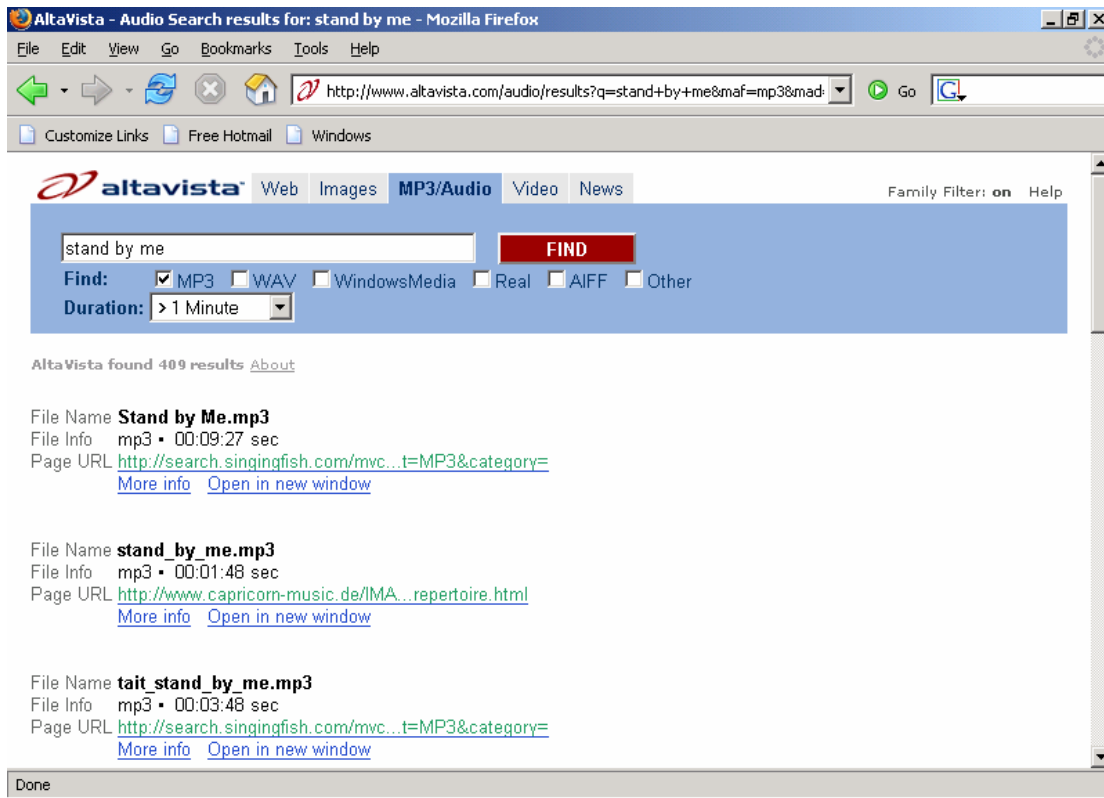 AltaVista - Audio Search results for: stand by me - Mozilla Firefox
File Edit View Go Bookmarks Tools Help
http://www.altavista.com/audio/results?q=stand+by+me&maf=mp3&mad: Go G
Customize Links Free Hotmail Windows
altavista Web Images MP3/Audio Video News Family Filter: on Help
stand by me FIND
Find: MP3 WAV WindowsMedia Real AIFF Other
Duration: > 1 Minute
AltaVista found 409 results About
File Name Stand by Me.mp3
File Info mp3 ▪ 00:09:27 sec
Page URL http://search.singingfish.com/mvc...t=MP3&category=
More info Open in new window
File Name stand_by_me.mp3
File Info mp3 ▪ 00:01:48 sec
Page URL http://www.capricorn-music.de/IMA...repertoire.html
More info Open in new window
File Name tait_stand_by_me.mp3
File Info mp3 ▪ 00:03:48 sec
Page URL http://search.singingfish.com/mvc...t=MP3&category=
More info Open in new window
Done